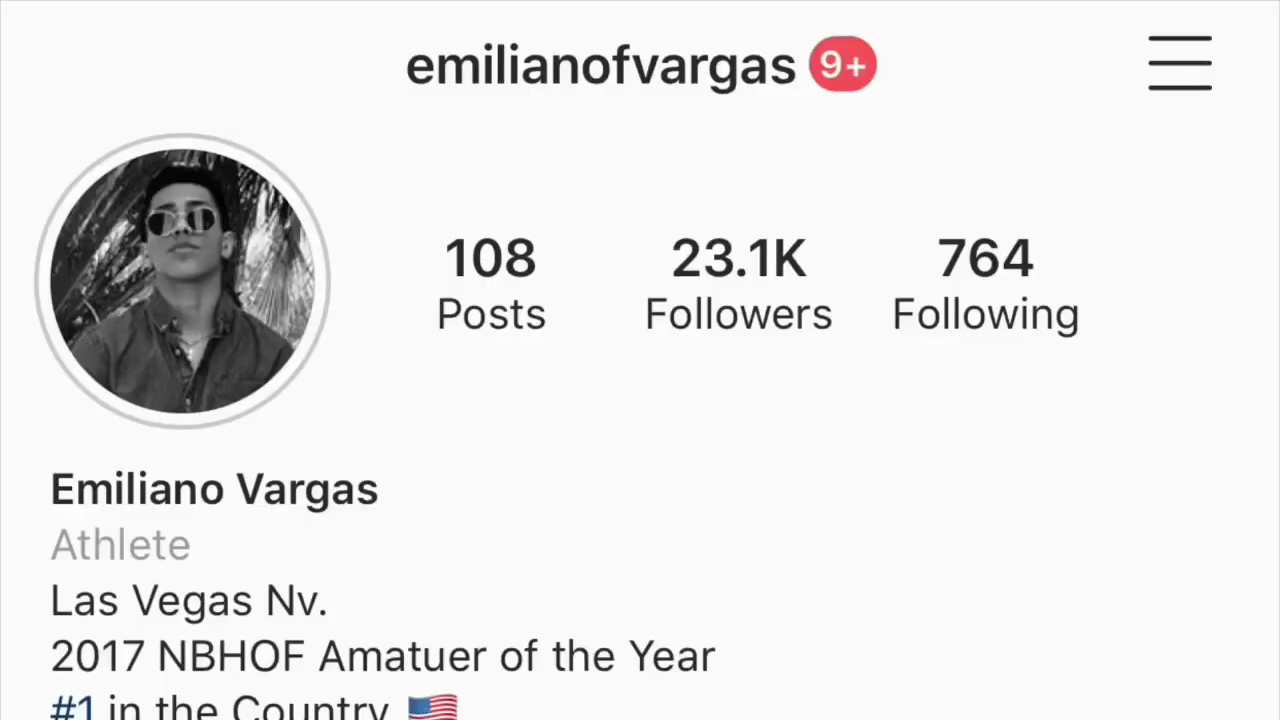 emilianofvargas 9+
108 23.1K 764
Posts Followers Following
Emiliano Vargas
Athlete
Las Vegas Nv.
2017 NBHOF Amatuer of the Year
#1 in the Country 🇺🇸